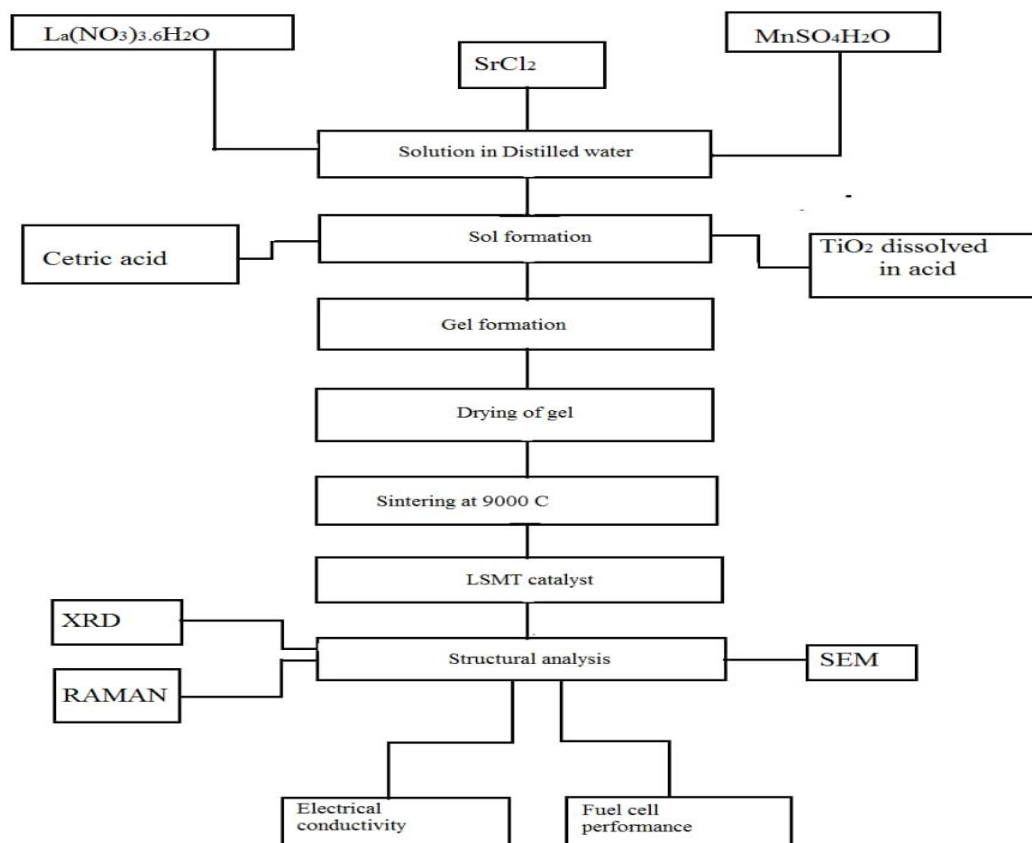 La(NO3)3.6H2O
MnSO4H2O
SrCl2
Solution in Distilled water
Cetric acid
Sol formation
TiO2 dissolved
in acid
Gel formation
Drying of gel
Sintering at 9000 C
LSMT catalyst
XRD
Structural analysis
SEM
RAMAN
Electrical
conductivity
Fuel cell
performance